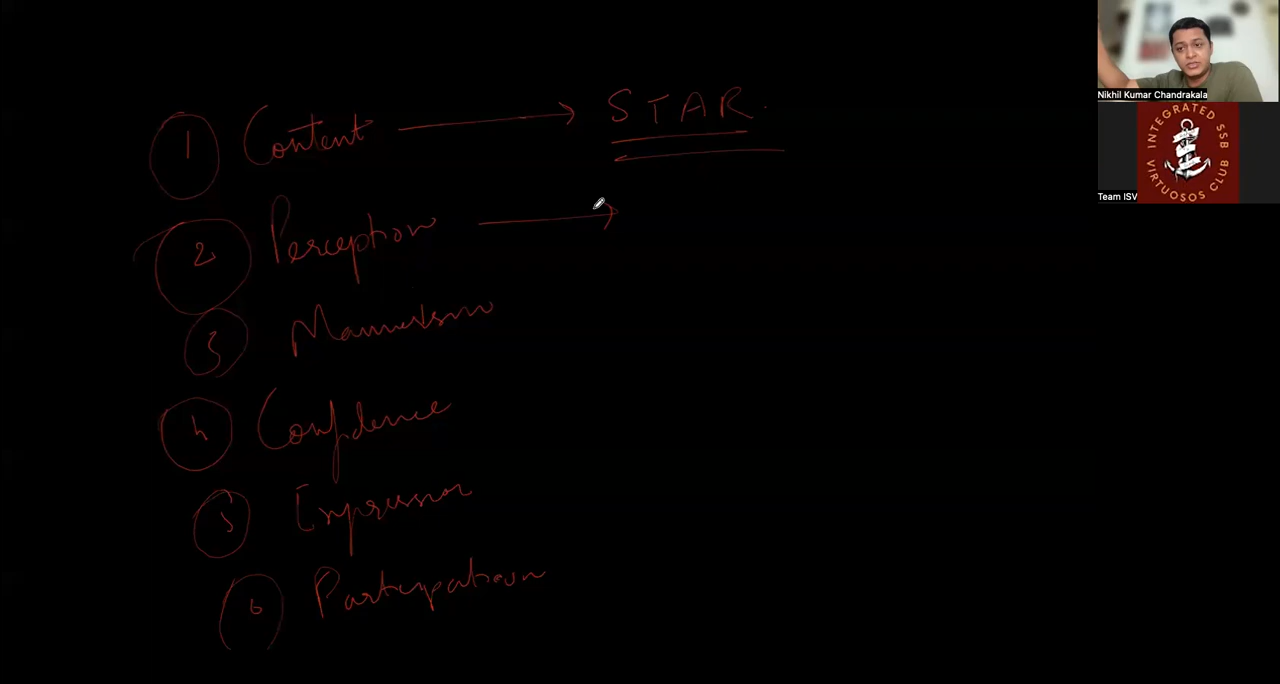 1 Content → STAR.
2 Perception →
3 Mannerism
4 Confidence
5 Expression
6 Participation
Nikhil Kumar Chandrakala
INTEGRATED SSB VIRTUOSOS CLUB
Team ISV